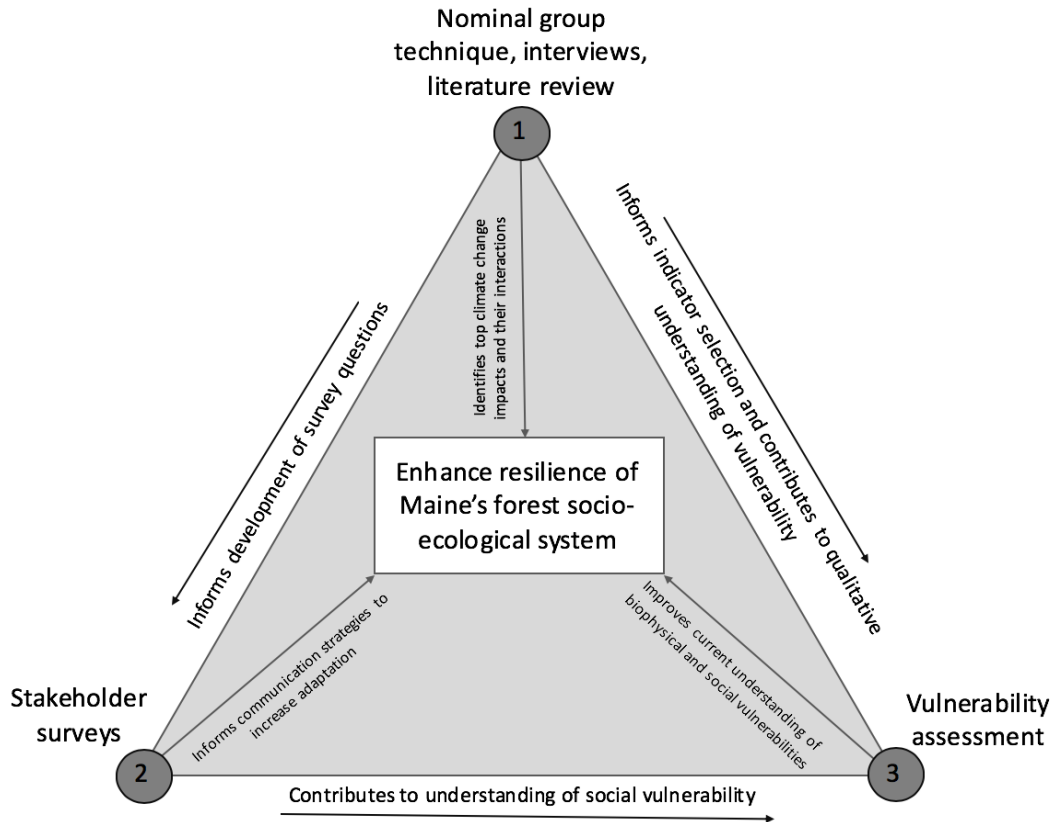 Nominal group
technique, interviews,
literature review
1
Identifies top climate change
impacts and their interactions
Informs indicator selection and contributes to qualitative
understanding of vulnerability
Informs development of survey questions
Enhance resilience of
Maine’s forest socio-
ecological system
Informs communication strategies to
increase adaptation
Improves current understanding of
biophysical and social vulnerabilities
Stakeholder
surveys
2
Vulnerability
assessment
3
Contributes to understanding of social vulnerability